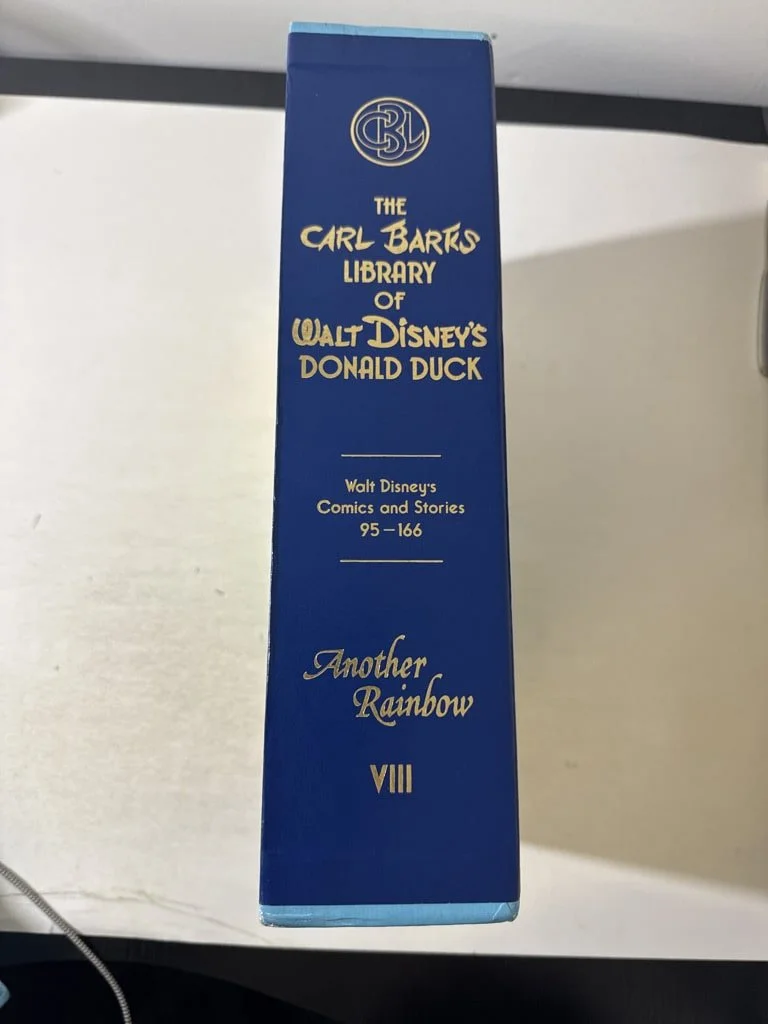 CBL
THE
CARL BARKS
LIBRARY
OF
WALT DISNEY'S
DONALD DUCK
Walt Disney's
Comics and Stories
95–166
Another
Rainbow
VIII